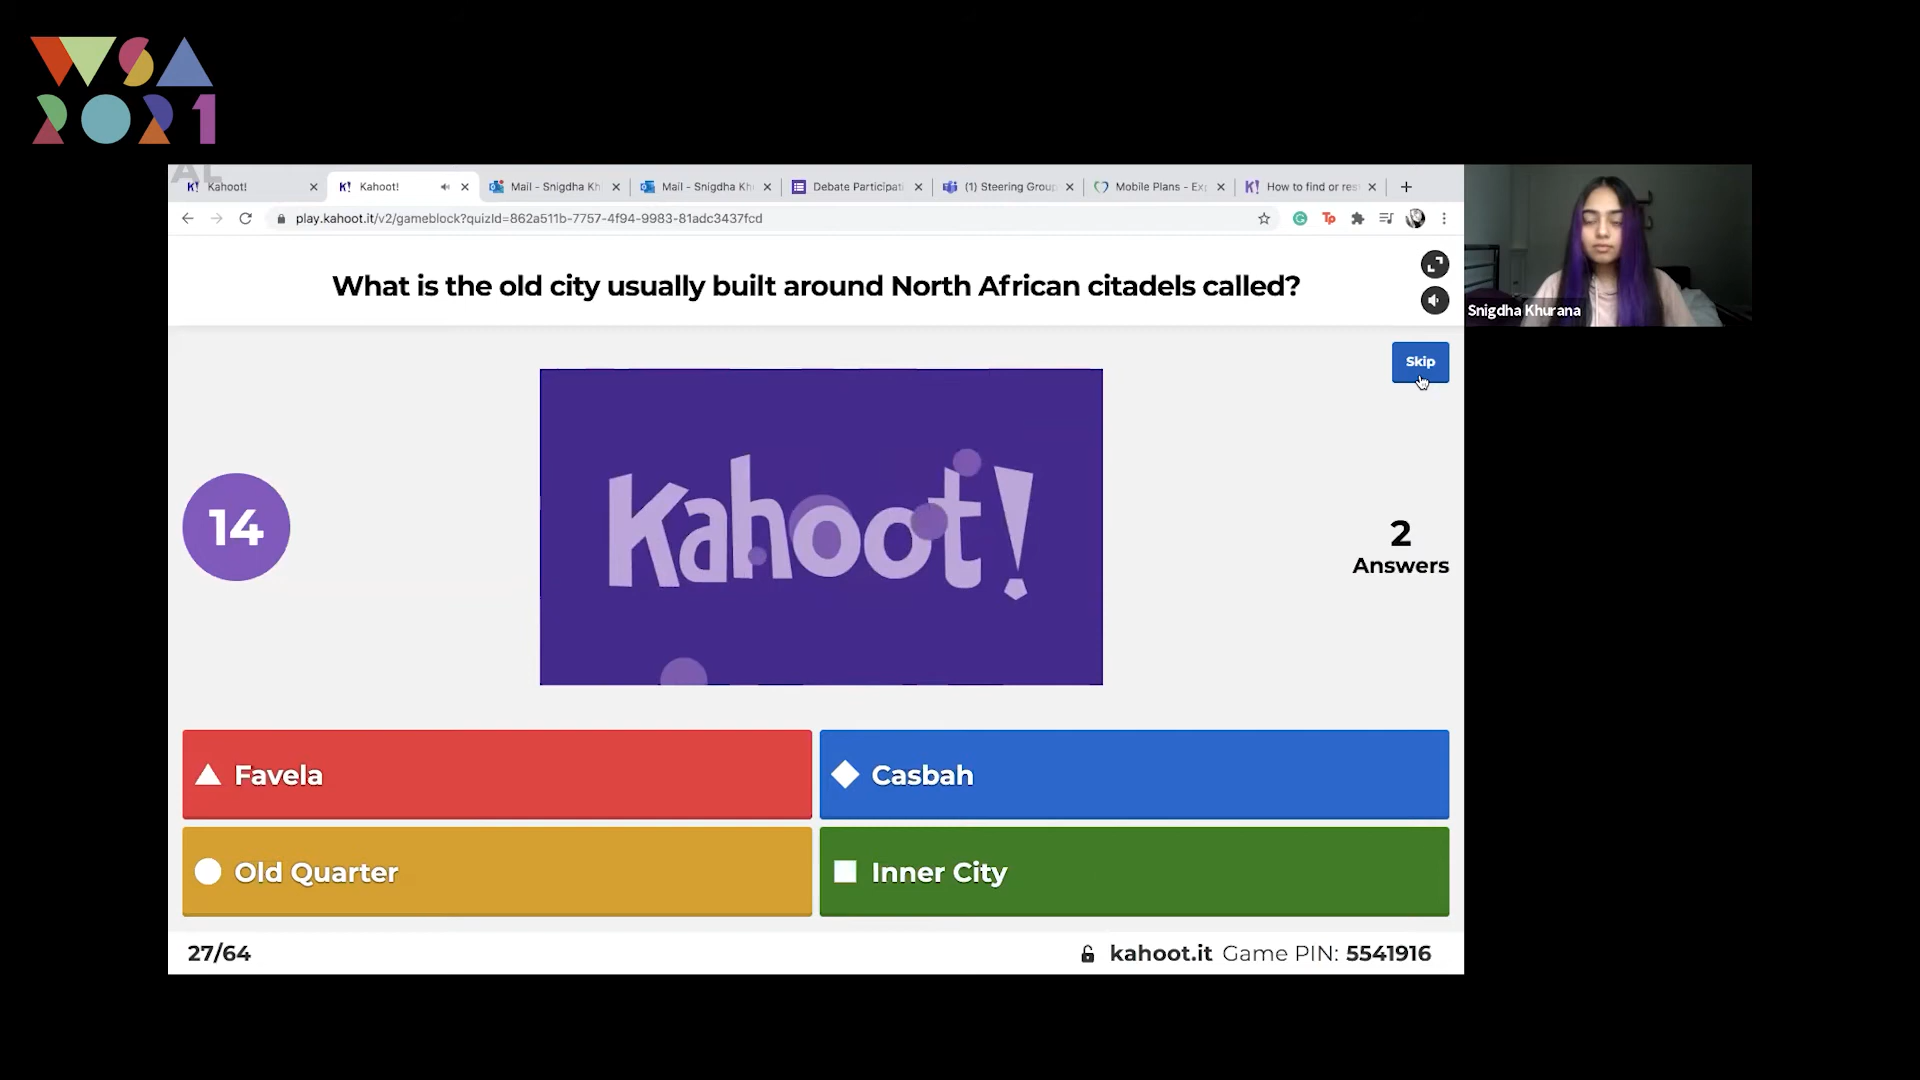 WSA
2021
AL
Kahoot!
Kahoot!
Mail - Snigdha Kh
Mail - Snigdha Kh
Debate Participati
(1) Steering Group
Mobile Plans - Ex
How to find or res
play.kahoot.it/v2/gameblock?quizId=862a511b-7757-4f94-9983-81adc3437fcd
Tp
What is the old city usually built around North African citadels called?
Snigdha Khurana
Skip
Kahoot!
14
2
Answers
Favela
Casbah
Old Quarter
Inner City
27/64
kahoot.it Game PIN: 5541916